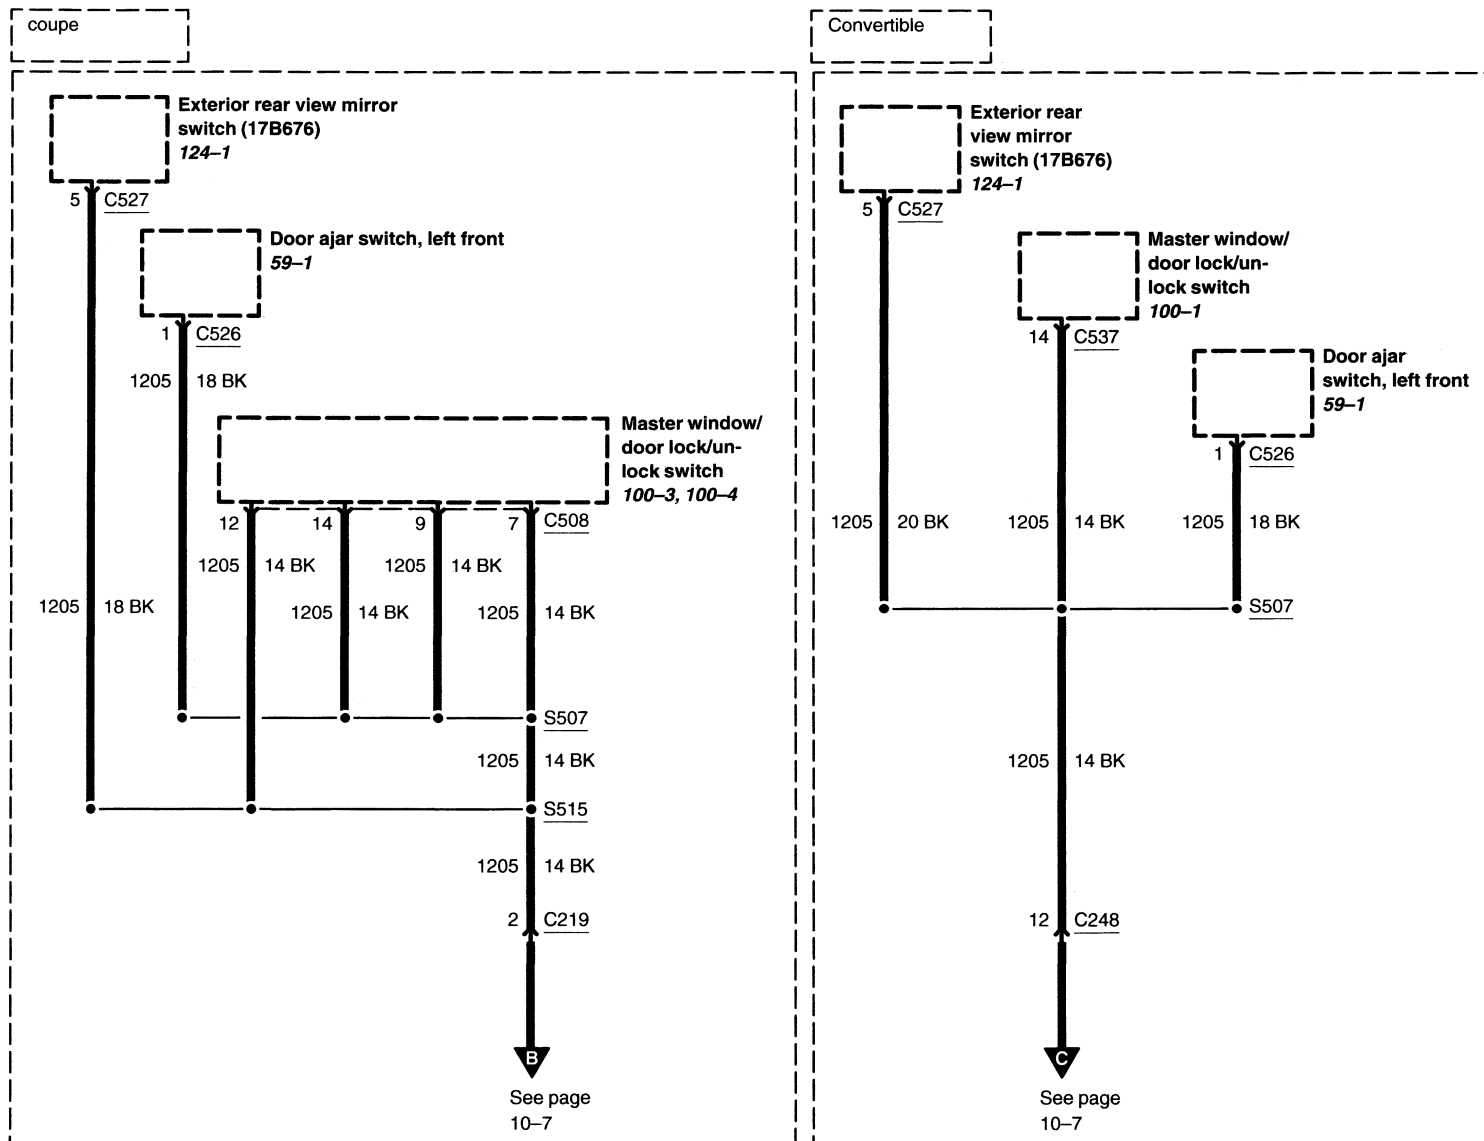 coupe
Exterior rear view mirror
switch (17B676)
124–1
5 C527
Door ajar switch, left front
59–1
1 C526
1205 18 BK
Master window/
door lock/un-
lock switch
100–3, 100–4
12 14 9 7 C508
1205 14 BK 1205 14 BK
1205 18 BK 1205 14 BK 1205 14 BK
S507
1205 14 BK
S515
1205 14 BK
2 C219
B
See page
10–7
Convertible
Exterior rear
view mirror
switch (17B676)
124–1
5 C527
Master window/
door lock/un-
lock switch
100–1
14 C537
Door ajar
switch, left front
59–1
1 C526
1205 20 BK 1205 14 BK 1205 18 BK
S507
1205 14 BK
12 C248
C
See page
10–7